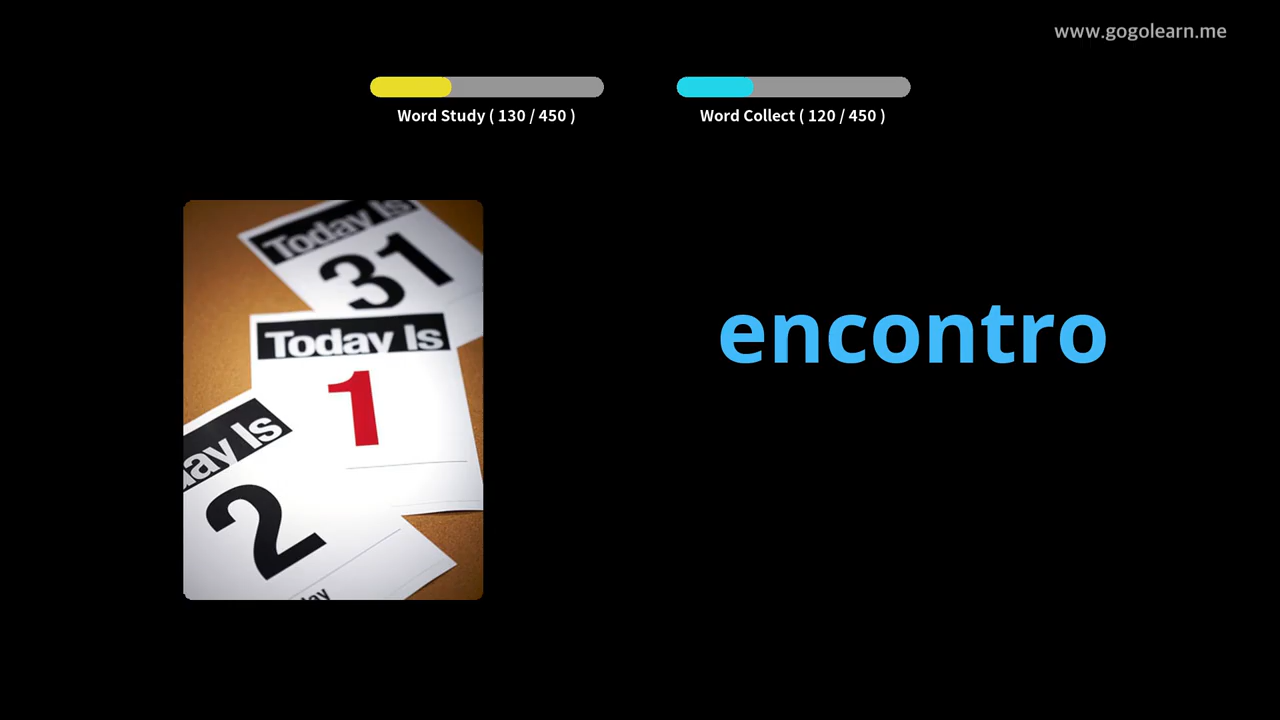 www.gogolearn.me
Word Study ( 130 / 450 )
Word Collect ( 120 / 450 )
Today Is
31
Today Is
1
ay Is
2
day
encontro